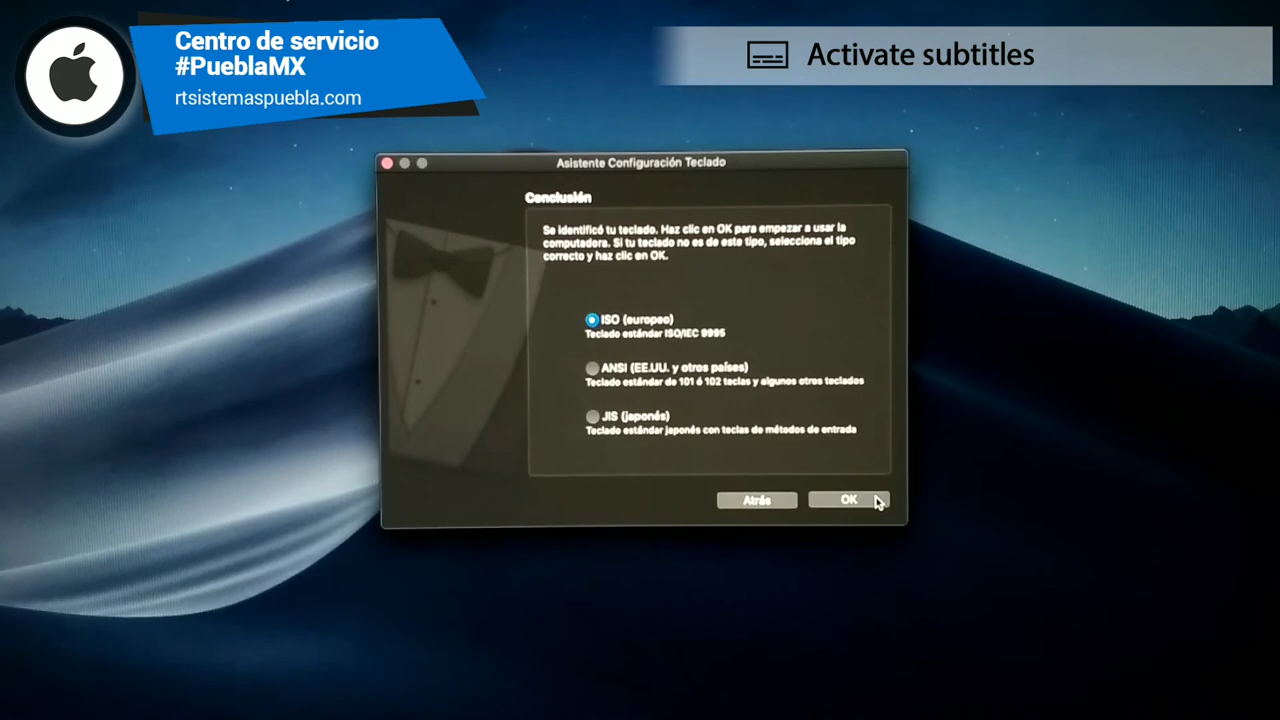 Centro de servicio
#PueblaMX
rtsistemaspuebla.com
Activate subtitles
Asistente Configuración Teclado
Conclusión
Se identificó tu teclado. Haz clic en OK para empezar a usar la
computadora. Si tu teclado no es de este tipo, selecciona el tipo
correcto y haz clic en OK.
ISO (europeo)
Teclado estándar ISO/IEC 9995
ANSI (EE.UU. y otros países)
Teclado estándar de 101 ó 102 teclas y algunos otros teclados
JIS (japonés)
Teclado estándar japonés con teclas de métodos de entrada
Atrás
OK